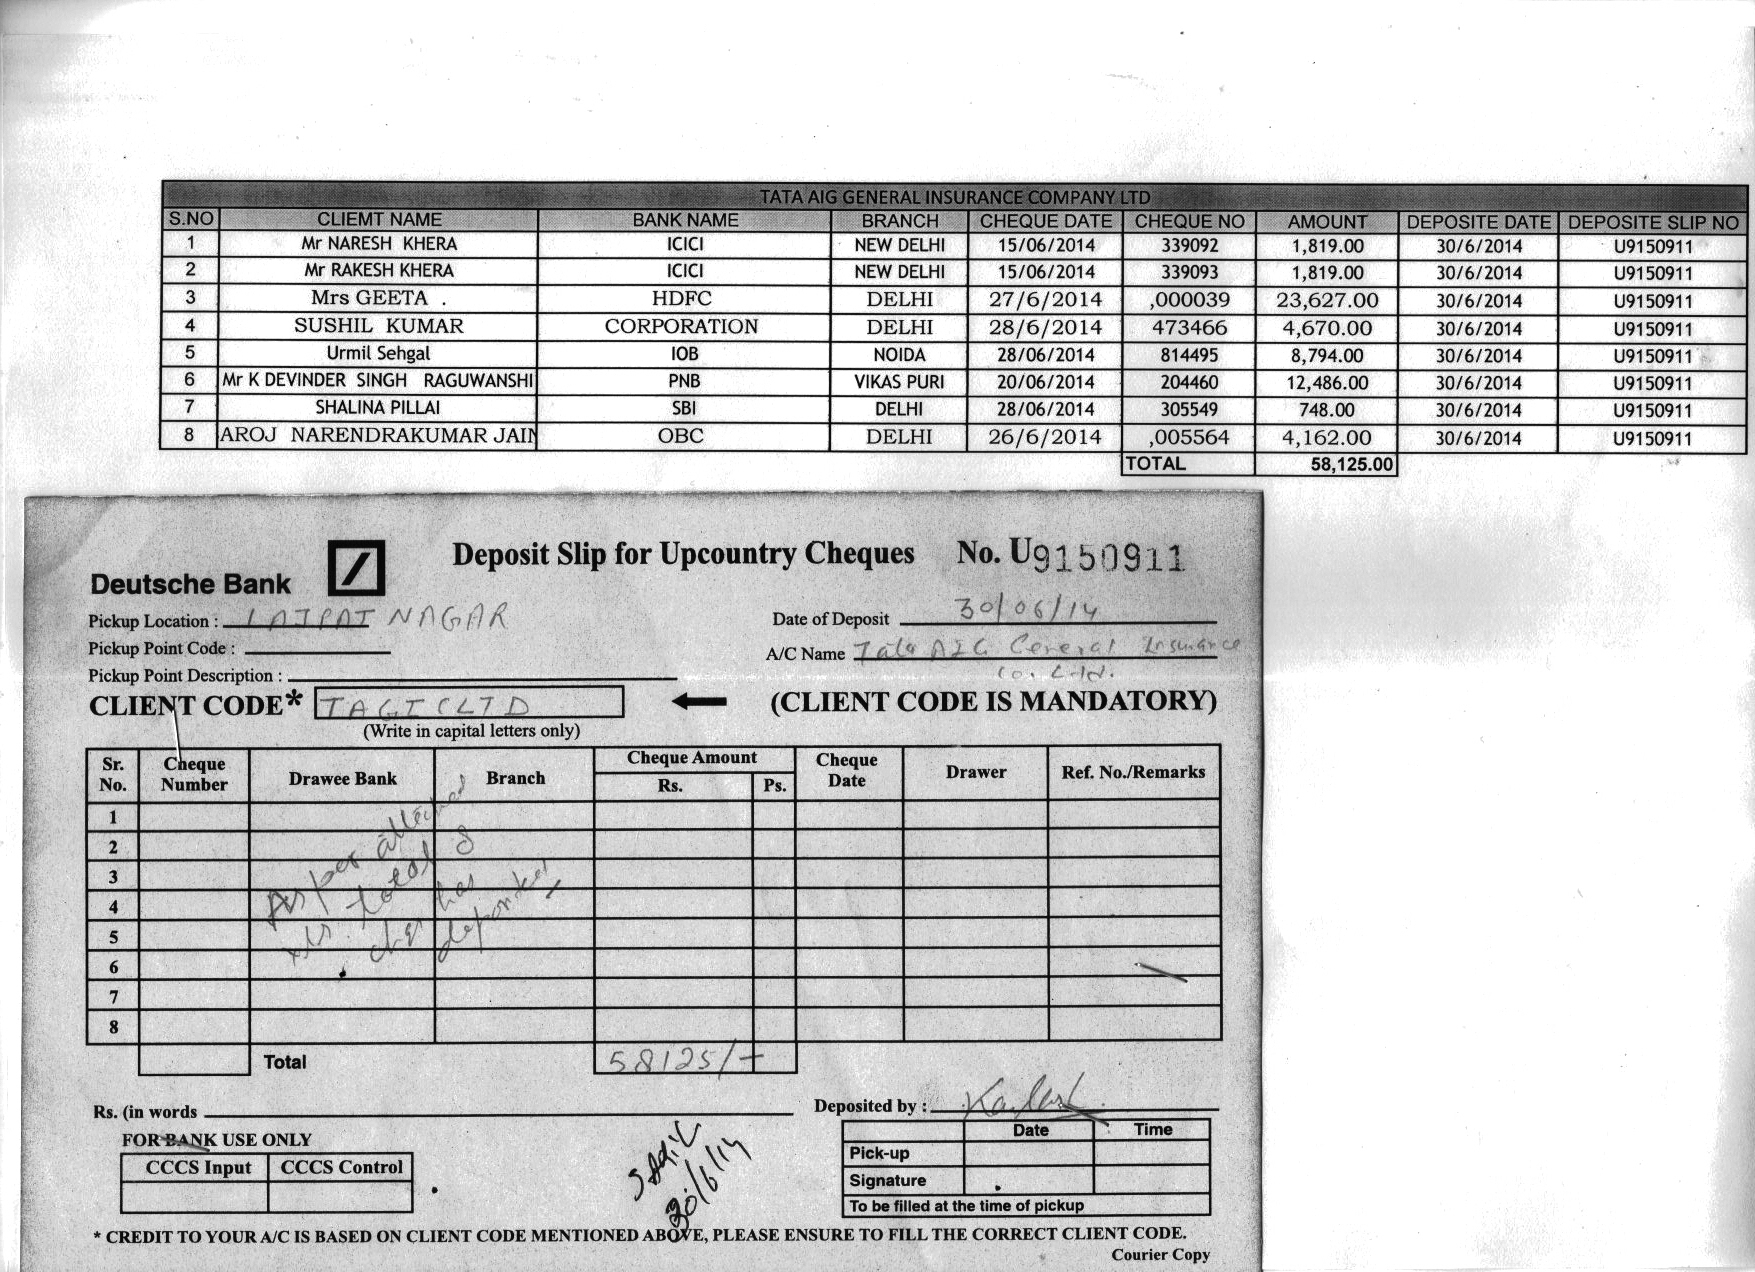 TATA AIG GENERAL INSURANCE COMPANY LTD
S.NO CLIEMT NAME BANK NAME BRANCH CHEQUE DATE CHEQUE NO AMOUNT DEPOSITE DATE DEPOSITE SLIP NO
1 Mr NARESH KHERA ICICI NEW DELHI 15/06/2014 339092 1,819.00 30/6/2014 U9150911
2 Mr RAKESH KHERA ICICI NEW DELHI 15/06/2014 339093 1,819.00 30/6/2014 U9150911
3 Mrs GEETA . HDFC DELHI 27/6/2014 ,000039 23,627.00 30/6/2014 U9150911
4 SUSHIL KUMAR CORPORATION DELHI 28/6/2014 473466 4,670.00 30/6/2014 U9150911
5 Urmil Sehgal IOB NOIDA 28/06/2014 814495 8,794.00 30/6/2014 U9150911
6 Mr K DEVINDER SINGH RAGUWANSHI PNB VIKAS PURI 20/06/2014 204460 12,486.00 30/6/2014 U9150911
7 SHALINA PILLAI SBI DELHI 28/06/2014 305549 748.00 30/6/2014 U9150911
8 AROJ NARENDRAKUMAR JAIN OBC DELHI 26/6/2014 ,005564 4,162.00 30/6/2014 U9150911
TOTAL 58,125.00
Deutsche Bank Deposit Slip for Upcountry Cheques No. U9150911
Pickup Location : LAJPAT NAGAR Date of Deposit 30/06/14
Pickup Point Code : A/C Name Tata AIG General Insurance
Co. Ltd.
Pickup Point Description :
CLIENT CODE* TAGICLTD (CLIENT CODE IS MANDATORY)
(Write in capital letters only)
Sr. No. Cheque Number Drawee Bank Branch Cheque Amount Rs. Ps. Cheque Date Drawer Ref. No./Remarks
1
2
3
4
5
6
7
8
As per attached
xls. total 8
chq has
deposited
Total 58125/-
Rs. (in words Deposited by : Kailash
FOR BANK USE ONLY
CCCS Input CCCS Control
30/6/14
Date Time
Pick-up
Signature
To be filled at the time of pickup
* CREDIT TO YOUR A/C IS BASED ON CLIENT CODE MENTIONED ABOVE, PLEASE ENSURE TO FILL THE CORRECT CLIENT CODE.
Courier Copy